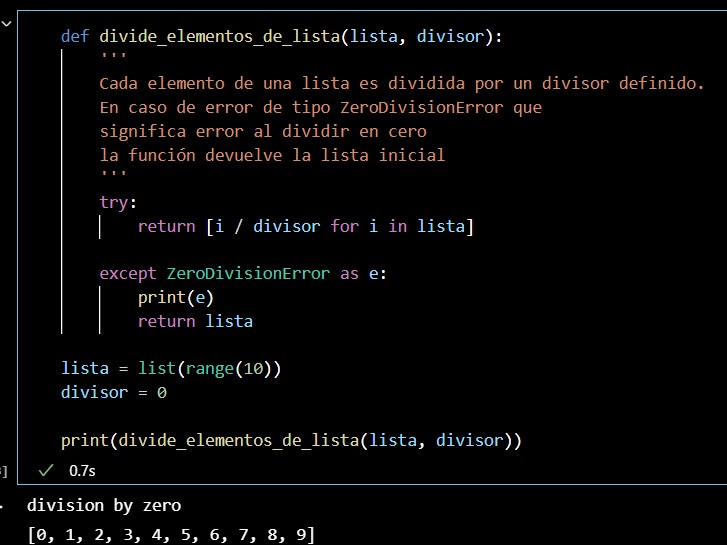 def divide_elementos_de_lista(lista, divisor):
'''
Cada elemento de una lista es dividida por un divisor definido.
En caso de error de tipo ZeroDivisionError que
significa error al dividir en cero
la función devuelve la lista inicial
'''
try:
return [i / divisor for i in lista]
except ZeroDivisionError as e:
print(e)
return lista
lista = list(range(10))
divisor = 0
print(divide_elementos_de_lista(lista, divisor))
]
✓ 0.7s
division by zero
[0, 1, 2, 3, 4, 5, 6, 7, 8, 9]